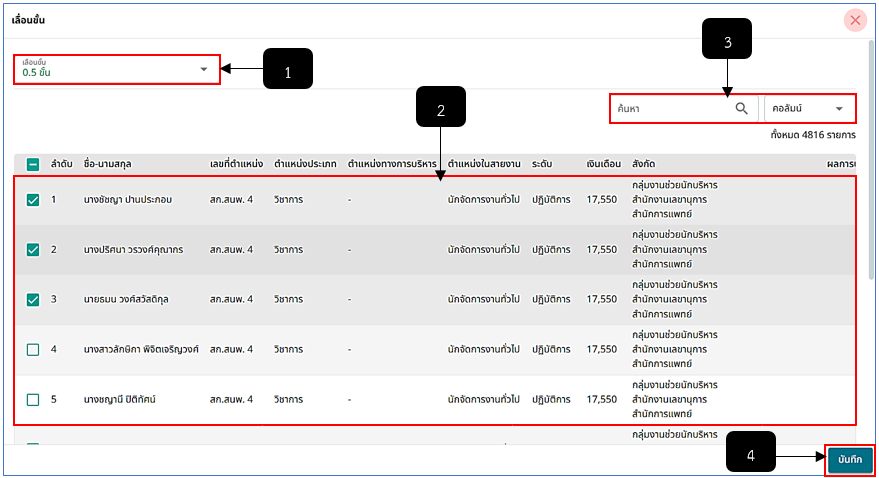 เลื่อนขั้น
เลื่อนขั้น
0.5 ขั้น
1
2
3
ค้นหา
คอลัมน์
ทั้งหมด 4816 รายการ
ลำดับ ชื่อ-นามสกุล เลขที่ตำแหน่ง ตำแหน่งประเภท ตำแหน่งทางการบริหาร ตำแหน่งในสายงาน ระดับ เงินเดือน สังกัด ผลการป
1 นางชัชญา ปานประกอบ สก.สนพ. 4 วิชาการ - นักจัดการงานทั่วไป ปฏิบัติการ 17,550 กลุ่มงานช่วยนักบริหาร
สำนักงานเลขานุการ
สำนักการแพทย์
2 นางปริศนา วรวงศ์คุณากร สก.สนพ. 4 วิชาการ - นักจัดการงานทั่วไป ปฏิบัติการ 17,550 กลุ่มงานช่วยนักบริหาร
สำนักงานเลขานุการ
สำนักการแพทย์
3 นายธมน วงศ์สวัสดิกุล สก.สนพ. 4 วิชาการ - นักจัดการงานทั่วไป ปฏิบัติการ 17,550 กลุ่มงานช่วยนักบริหาร
สำนักงานเลขานุการ
สำนักการแพทย์
4 นางสาวลักษิกา พิจิตเจริญวงศ์ สก.สนพ. 4 วิชาการ - นักจัดการงานทั่วไป ปฏิบัติการ 17,550 กลุ่มงานช่วยนักบริหาร
สำนักงานเลขานุการ
สำนักการแพทย์
5 นางชญานี ปิติทัศน์ สก.สนพ. 4 วิชาการ - นักจัดการงานทั่วไป ปฏิบัติการ 17,550 กลุ่มงานช่วยนักบริหาร
สำนักงานเลขานุการ
สำนักการแพทย์
กลุ่มงานช่วยนักบริหาร
4
บันทึก